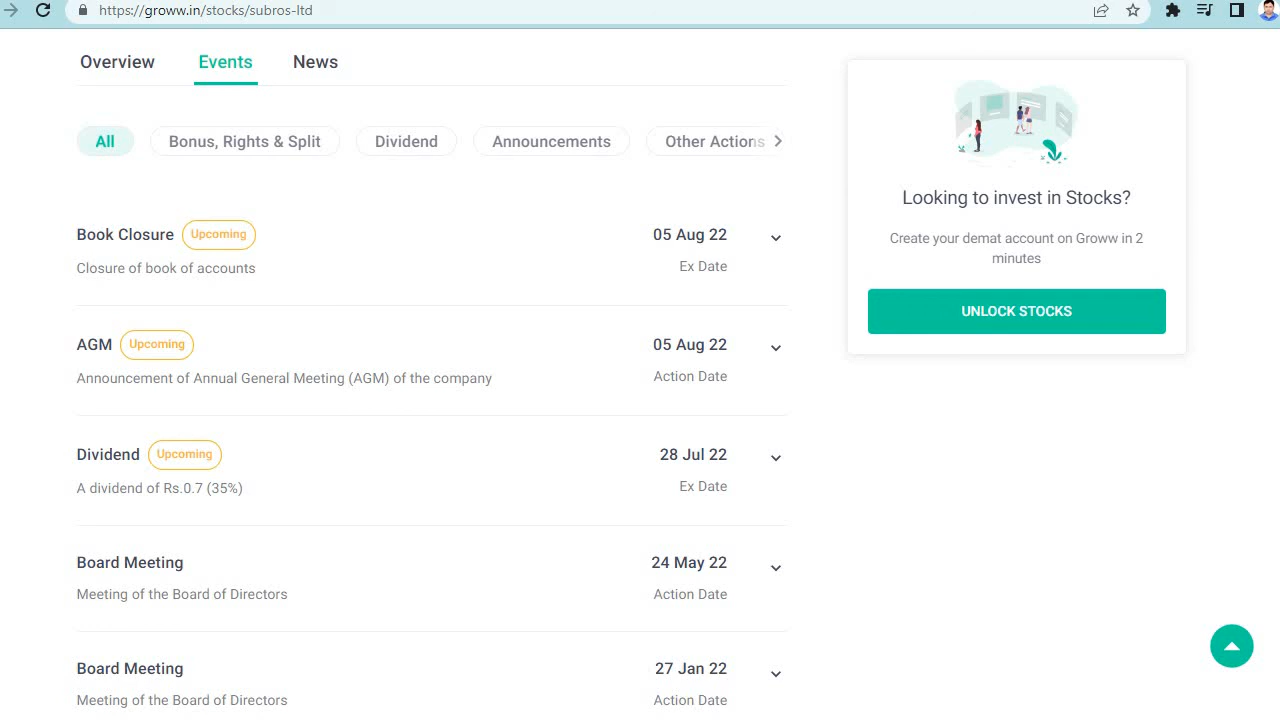 https://groww.in/stocks/subros-ltd
Overview
Events
News
All
Bonus, Rights & Split
Dividend
Announcements
Other Actions
Book Closure
Upcoming
05 Aug 22
Closure of book of accounts
Ex Date
AGM
Upcoming
05 Aug 22
Announcement of Annual General Meeting (AGM) of the company
Action Date
Dividend
Upcoming
28 Jul 22
A dividend of Rs.0.7 (35%)
Ex Date
Board Meeting
24 May 22
Meeting of the Board of Directors
Action Date
Board Meeting
27 Jan 22
Meeting of the Board of Directors
Action Date
Looking to invest in Stocks?
Create your demat account on Groww in 2
minutes
UNLOCK STOCKS